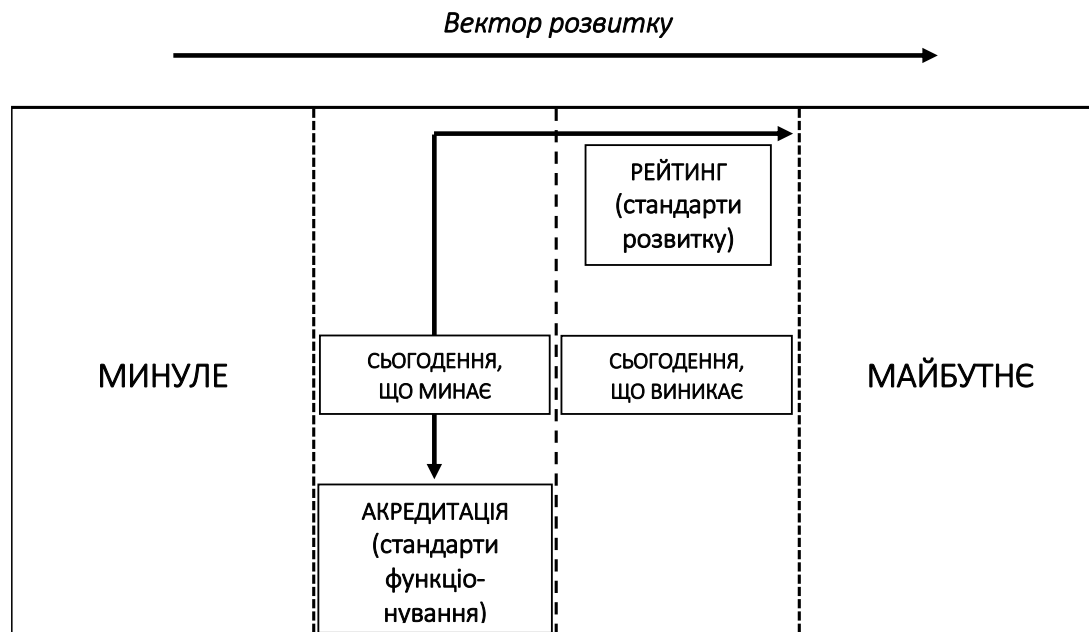 Вектор розвитку
РЕЙТИНГ
(стандарти
розвитку)
МИНУЛЕ
СЬОГОДЕННЯ,
ЩО МИНАЄ
СЬОГОДЕННЯ,
ЩО ВИНИКАЄ
МАЙБУТНЄ
АКРЕДИТАЦІЯ
(стандарти
функціо-
нування)